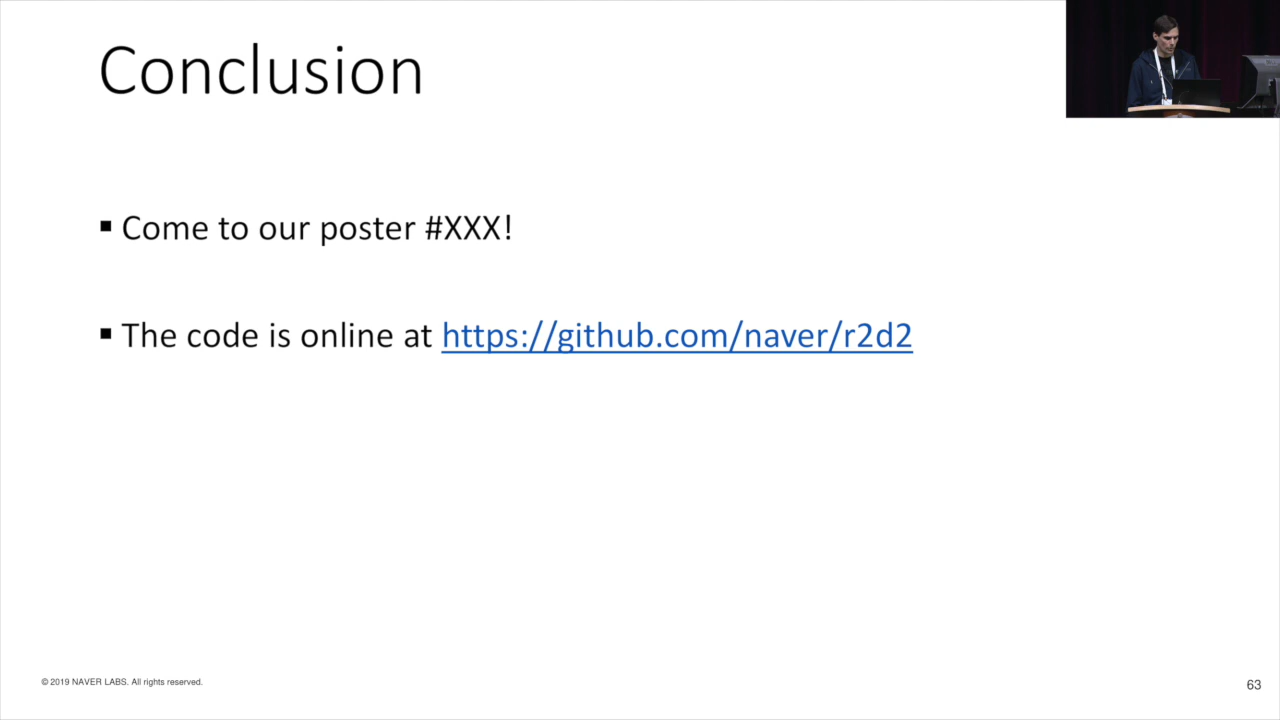 Conclusion
▪ Come to our poster #XXX!
▪ The code is online at https://github.com/naver/r2d2
© 2019 NAVER LABS. All rights reserved.
63